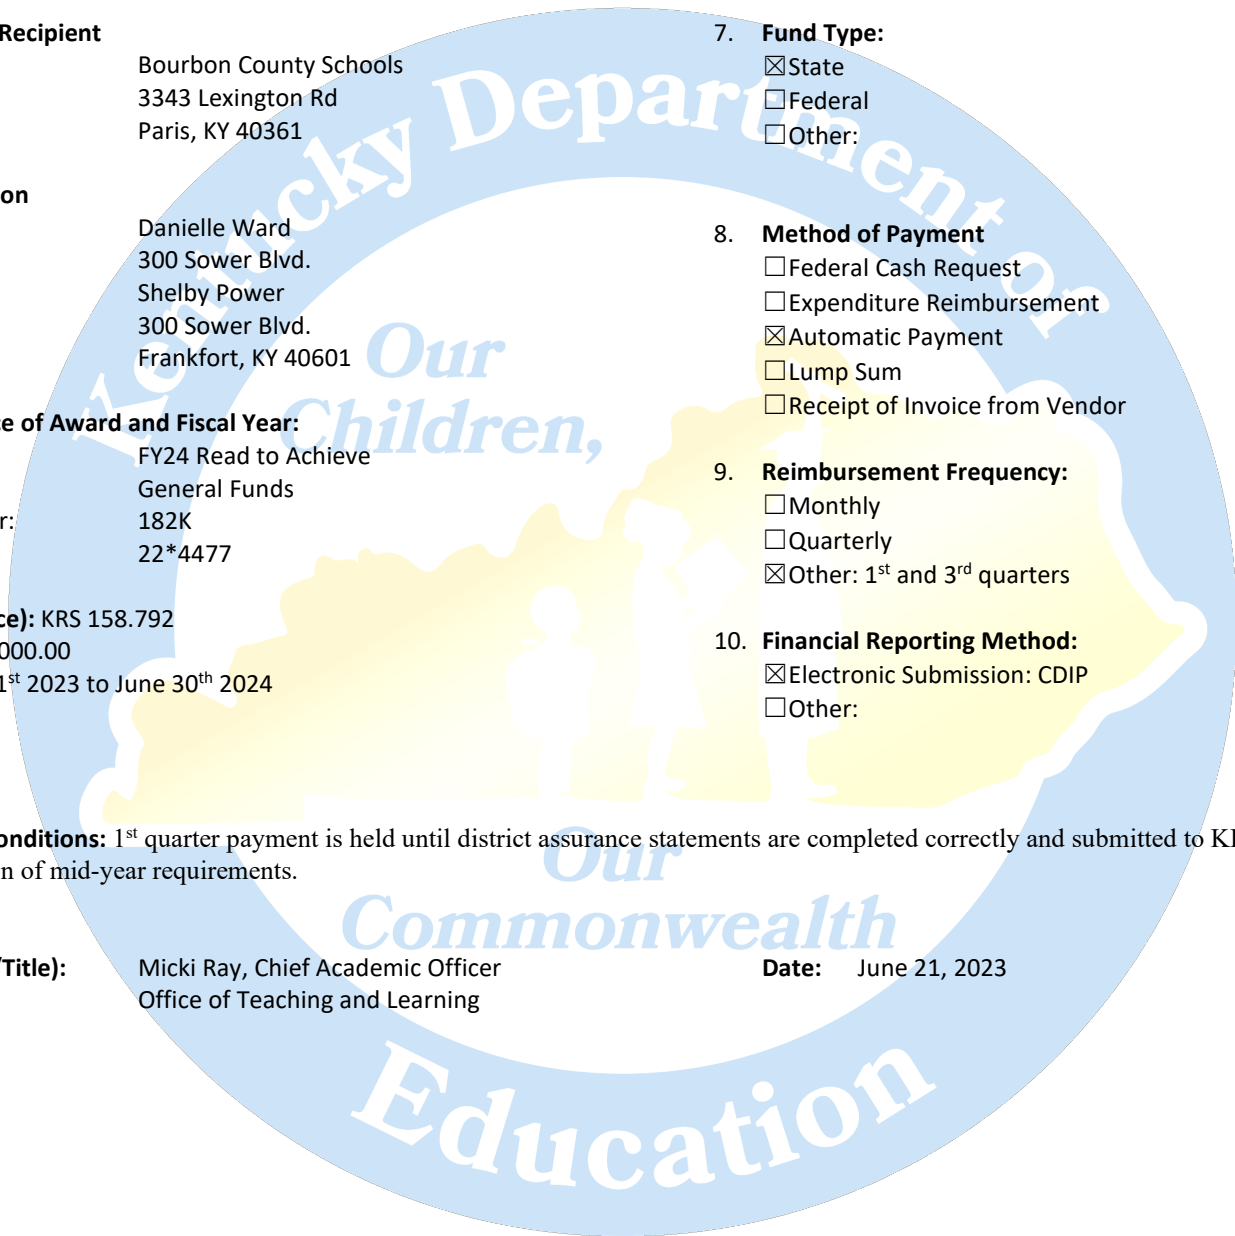 Recipient
Bourbon County Schools
3343 Lexington Rd
Paris, KY 40361
on
Danielle Ward
300 Sower Blvd.
Shelby Power
300 Sower Blvd.
Frankfort, KY 40601
ce of Award and Fiscal Year:
FY24 Read to Achieve
General Funds
r: 182K
22*4477
ce): KRS 158.792
000.00
1st 2023 to June 30th 2024
7. Fund Type:
☒State
☐Federal
☐Other:
8. Method of Payment
☐Federal Cash Request
☐Expenditure Reimbursement
☒Automatic Payment
☐Lump Sum
☐Receipt of Invoice from Vendor
9. Reimbursement Frequency:
☐Monthly
☐Quarterly
☒Other: 1st and 3rd quarters
10. Financial Reporting Method:
☒Electronic Submission: CDIP
☐Other:
onditions: 1st quarter payment is held until district assurance statements are completed correctly and submitted to K
n of mid-year requirements.
/Title): Micki Ray, Chief Academic Officer
Office of Teaching and Learning
Date: June 21, 2023
Kentucky Department of
Education
Our
Children,
Our
Commonwealth